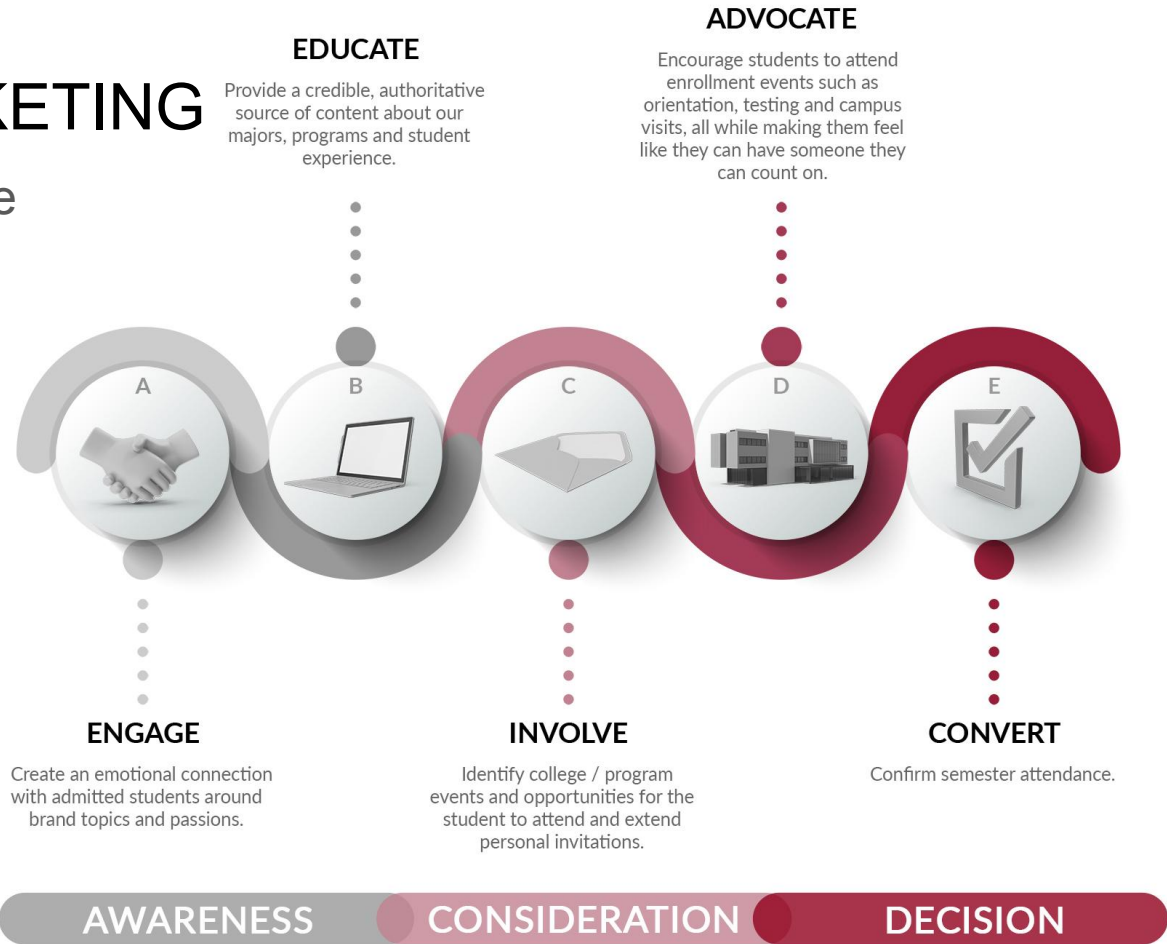 ADVOCATE
Encourage students to attend
enrollment events such as
orientation, testing and campus
visits, all while making them feel
like they can have someone they
can count on.
EDUCATE
Provide a credible, authoritative
source of content about our
majors, programs and student
experience.
KETING
e
A
B
C
D
E
ENGAGE
Create an emotional connection
with admitted students around
brand topics and passions.
INVOLVE
Identify college / program
events and opportunities for the
student to attend and extend
personal invitations.
CONVERT
Confirm semester attendance.
AWARENESS
CONSIDERATION
DECISION